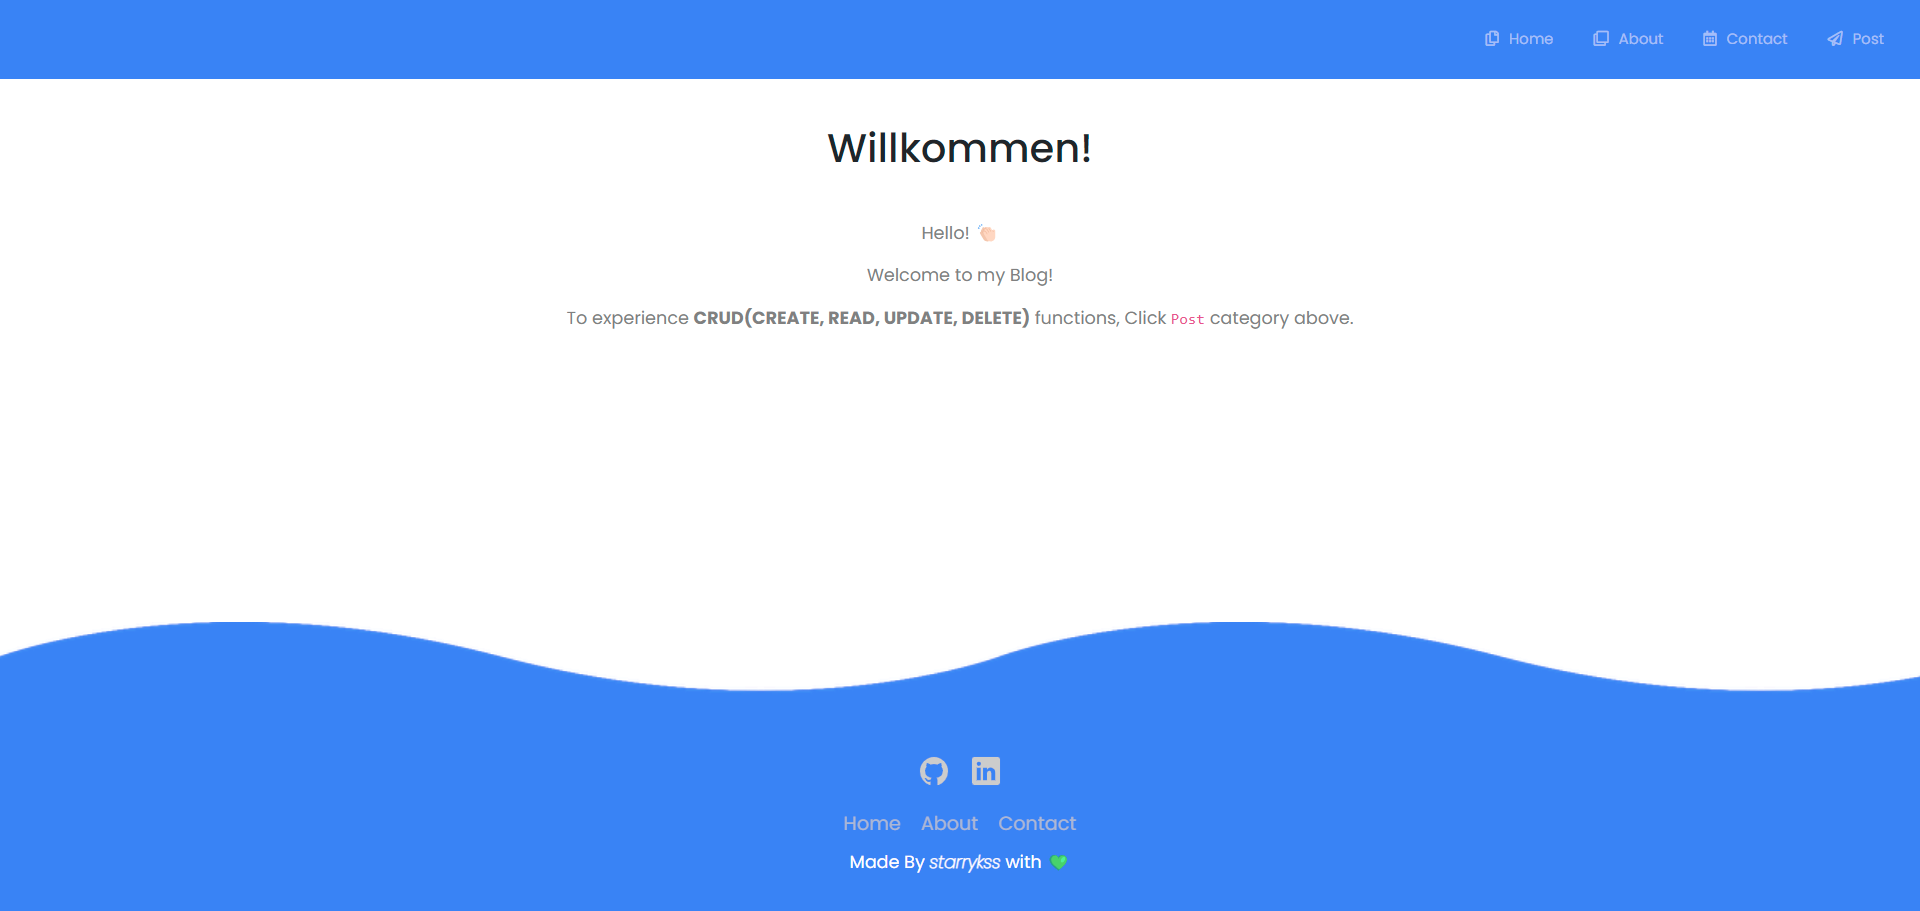 Home About Contact Post
Willkommen!
Hello! 👋🏻
Welcome to my Blog!
To experience CRUD(CREATE, READ, UPDATE, DELETE) functions, Click Post category above.
Home About Contact
Made By starrykss with 💚